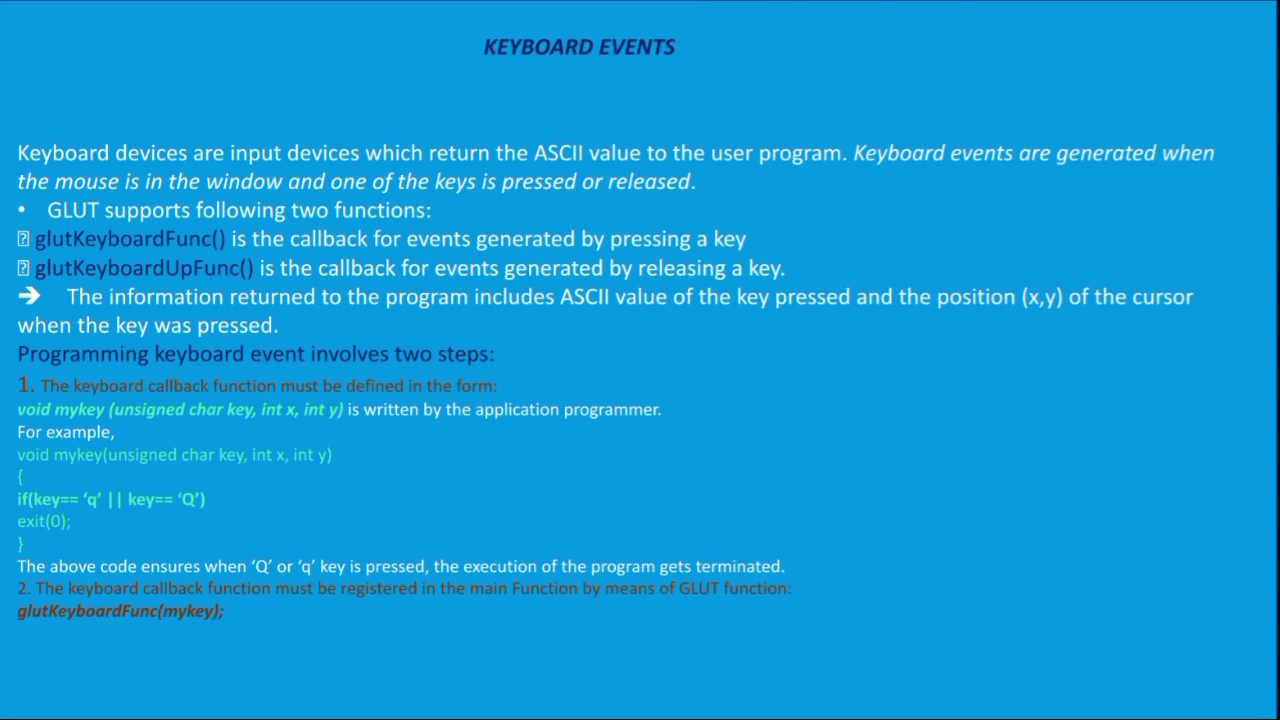 KEYBOARD EVENTS
Keyboard devices are input devices which return the ASCII value to the user program. Keyboard events are generated when
the mouse is in the window and one of the keys is pressed or released.
• GLUT supports following two functions:
⍰ glutKeyboardFunc() is the callback for events generated by pressing a key
⍰ glutKeyboardUpFunc() is the callback for events generated by releasing a key.
➔ The information returned to the program includes ASCII value of the key pressed and the position (x,y) of the cursor
when the key was pressed.
Programming keyboard event involves two steps:
1. The keyboard callback function must be defined in the form:
void mykey (unsigned char key, int x, int y) is written by the application programmer.
For example,
void mykey(unsigned char key, int x, int y)
{
if(key== ‘q’ || key== ‘Q’)
exit(0);
}
The above code ensures when ‘Q’ or ‘q’ key is pressed, the execution of the program gets terminated.
2. The keyboard callback function must be registered in the main Function by means of GLUT function:
glutKeyboardFunc(mykey);